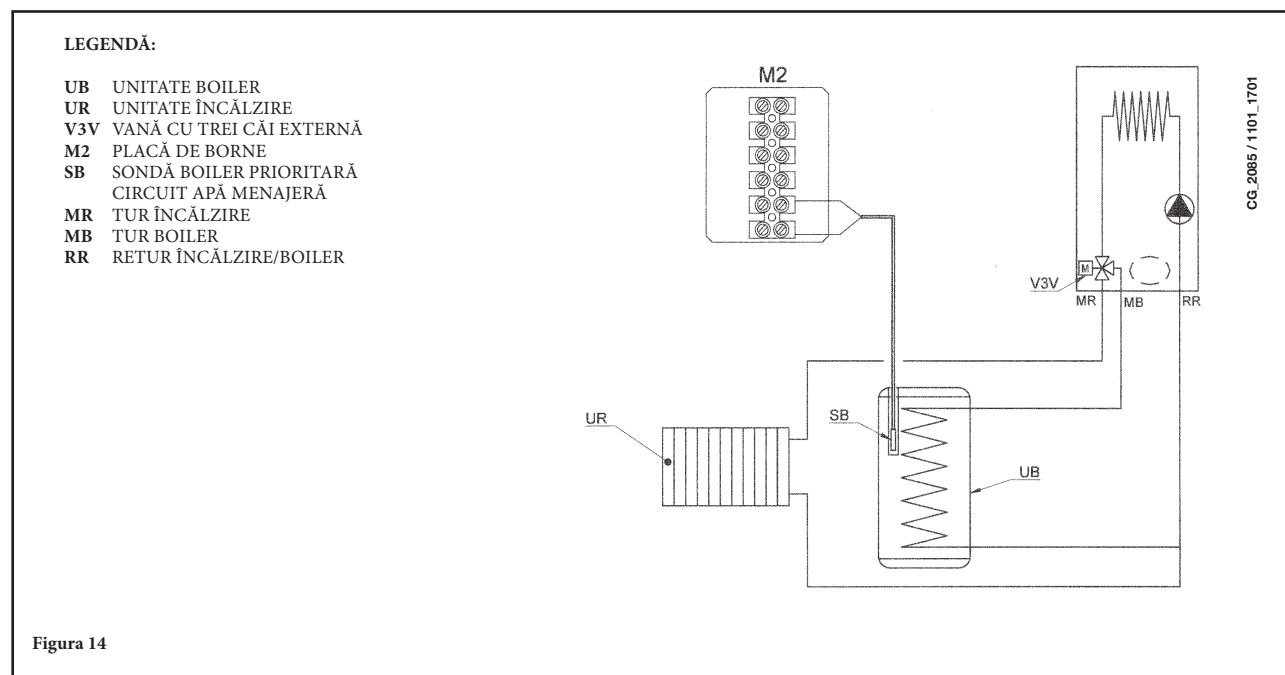 LEGENDĂ:
UB UNITATE BOILER
UR UNITATE ÎNCĂLZIRE
V3V VANĂ CU TREI CĂI EXTERNĂ
M2 PLACĂ DE BORNE
SB SONDĂ BOILER PRIORITARĂ
CIRCUIT APĂ MENAJERĂ
MR TUR ÎNCĂLZIRE
MB TUR BOILER
RR RETUR ÎNCĂLZIRE/BOILER
M2
CG_2085 / 1101_1701
M
V3V
MR
MB
RR
UR
SB
UB
Figura 14